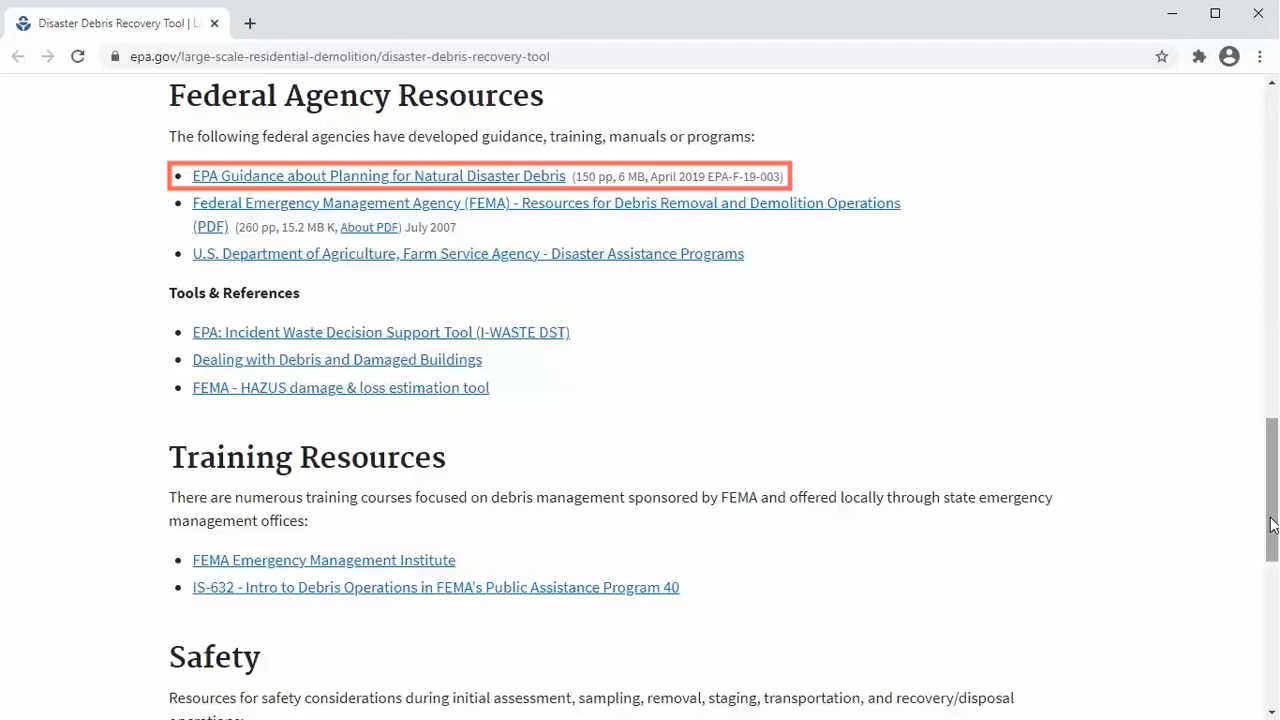 Disaster Debris Recovery Tool | L
epa.gov/large-scale-residential-demolition/disaster-debris-recovery-tool
Federal Agency Resources
The following federal agencies have developed guidance, training, manuals or programs:
• EPA Guidance about Planning for Natural Disaster Debris (150 pp, 6 MB, April 2019 EPA-F-19-003)
• Federal Emergency Management Agency (FEMA) - Resources for Debris Removal and Demolition Operations
(PDF) (260 pp, 15.2 MB K, About PDF) July 2007
• U.S. Department of Agriculture, Farm Service Agency - Disaster Assistance Programs
Tools & References
• EPA: Incident Waste Decision Support Tool (I-WASTE DST)
• Dealing with Debris and Damaged Buildings
• FEMA - HAZUS damage & loss estimation tool
Training Resources
There are numerous training courses focused on debris management sponsored by FEMA and offered locally through state emergency
management offices:
• FEMA Emergency Management Institute
• IS-632 - Intro to Debris Operations in FEMA's Public Assistance Program 40
Safety
Resources for safety considerations during initial assessment, sampling, removal, staging, transportation, and recovery/disposal
operations: